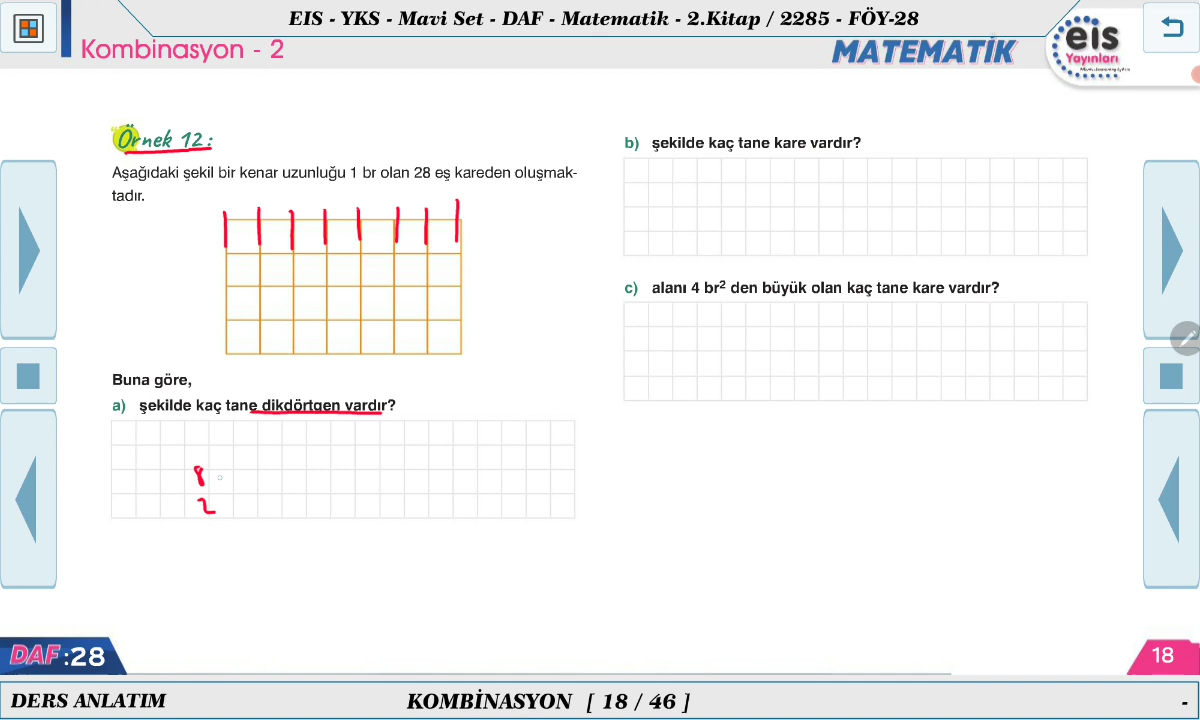 EIS - YKS - Mavi Set - DAF - Matematik - 2.Kitap / 2285 - FÖY-28
Kombinasyon - 2
MATEMATİK
eis
Yayınları
Örnek 12:
Aşağıdaki şekil bir kenar uzunluğu 1 br olan 28 eş kareden oluşmak-
tadır.
Buna göre,
a) şekilde kaç tane dikdörtgen vardır?
8
2
b) şekilde kaç tane kare vardır?
c) alanı 4 br² den büyük olan kaç tane kare vardır?
DAF :28
18
DERS ANLATIM
KOMBİNASYON [ 18 / 46 ]
-